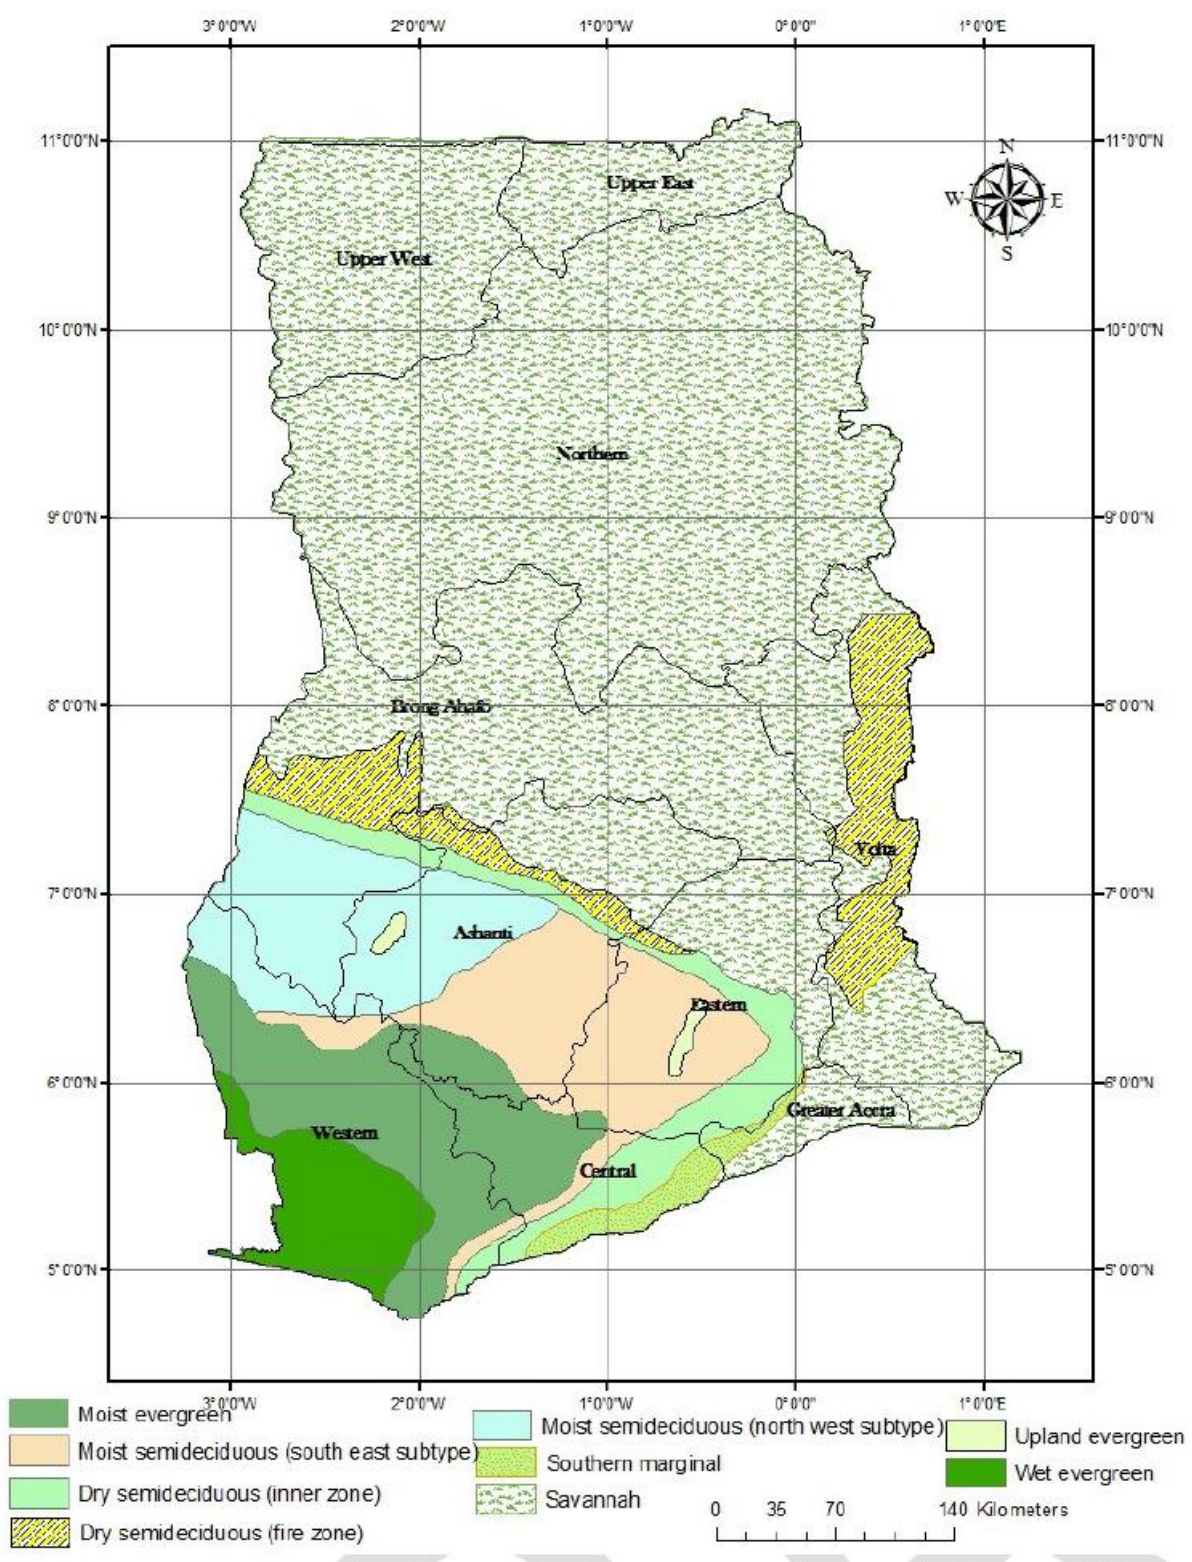 3°0'0"W 2°0'0"W 1°0'0"W 0°0'0" 1°0'0"E
11°0'0"N 11°0'0"N
N
W E
S
Upper East
Upper West
10°0'0"N 10°0'0"N
Northern
9°0'0"N 9°0'0"N
8°0'0"N Brong Ahafo 8°0'0"N
Volta
7°0'0"N 7°0'0"N
Ashanti
Eastern
6°0'0"N 6°0'0"N
Greater Accra
Western
Central
5°0'0"N 5°0'0"N
3°0'0"W 2°0'0"W 1°0'0"W 0°0'0" 1°0'0"E
Moist evergreen
Moist semideciduous (south east subtype)
Dry semideciduous (inner zone)
Dry semideciduous (fire zone)
Moist semideciduous (north west subtype)
Southern marginal
Savannah
Upland evergreen
Wet evergreen
0 35 70 140 Kilometers